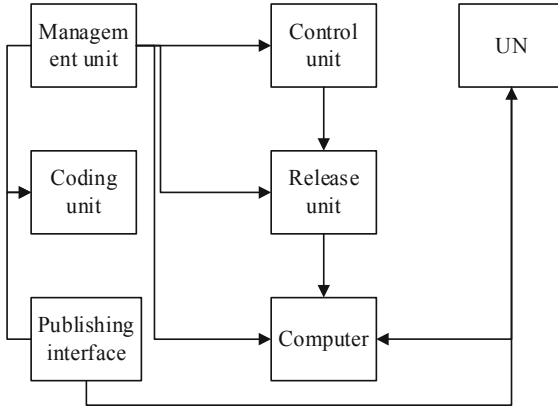 Managem
ent unit
Control
unit
UN
Coding
unit
Release
unit
Publishing
interface
Computer